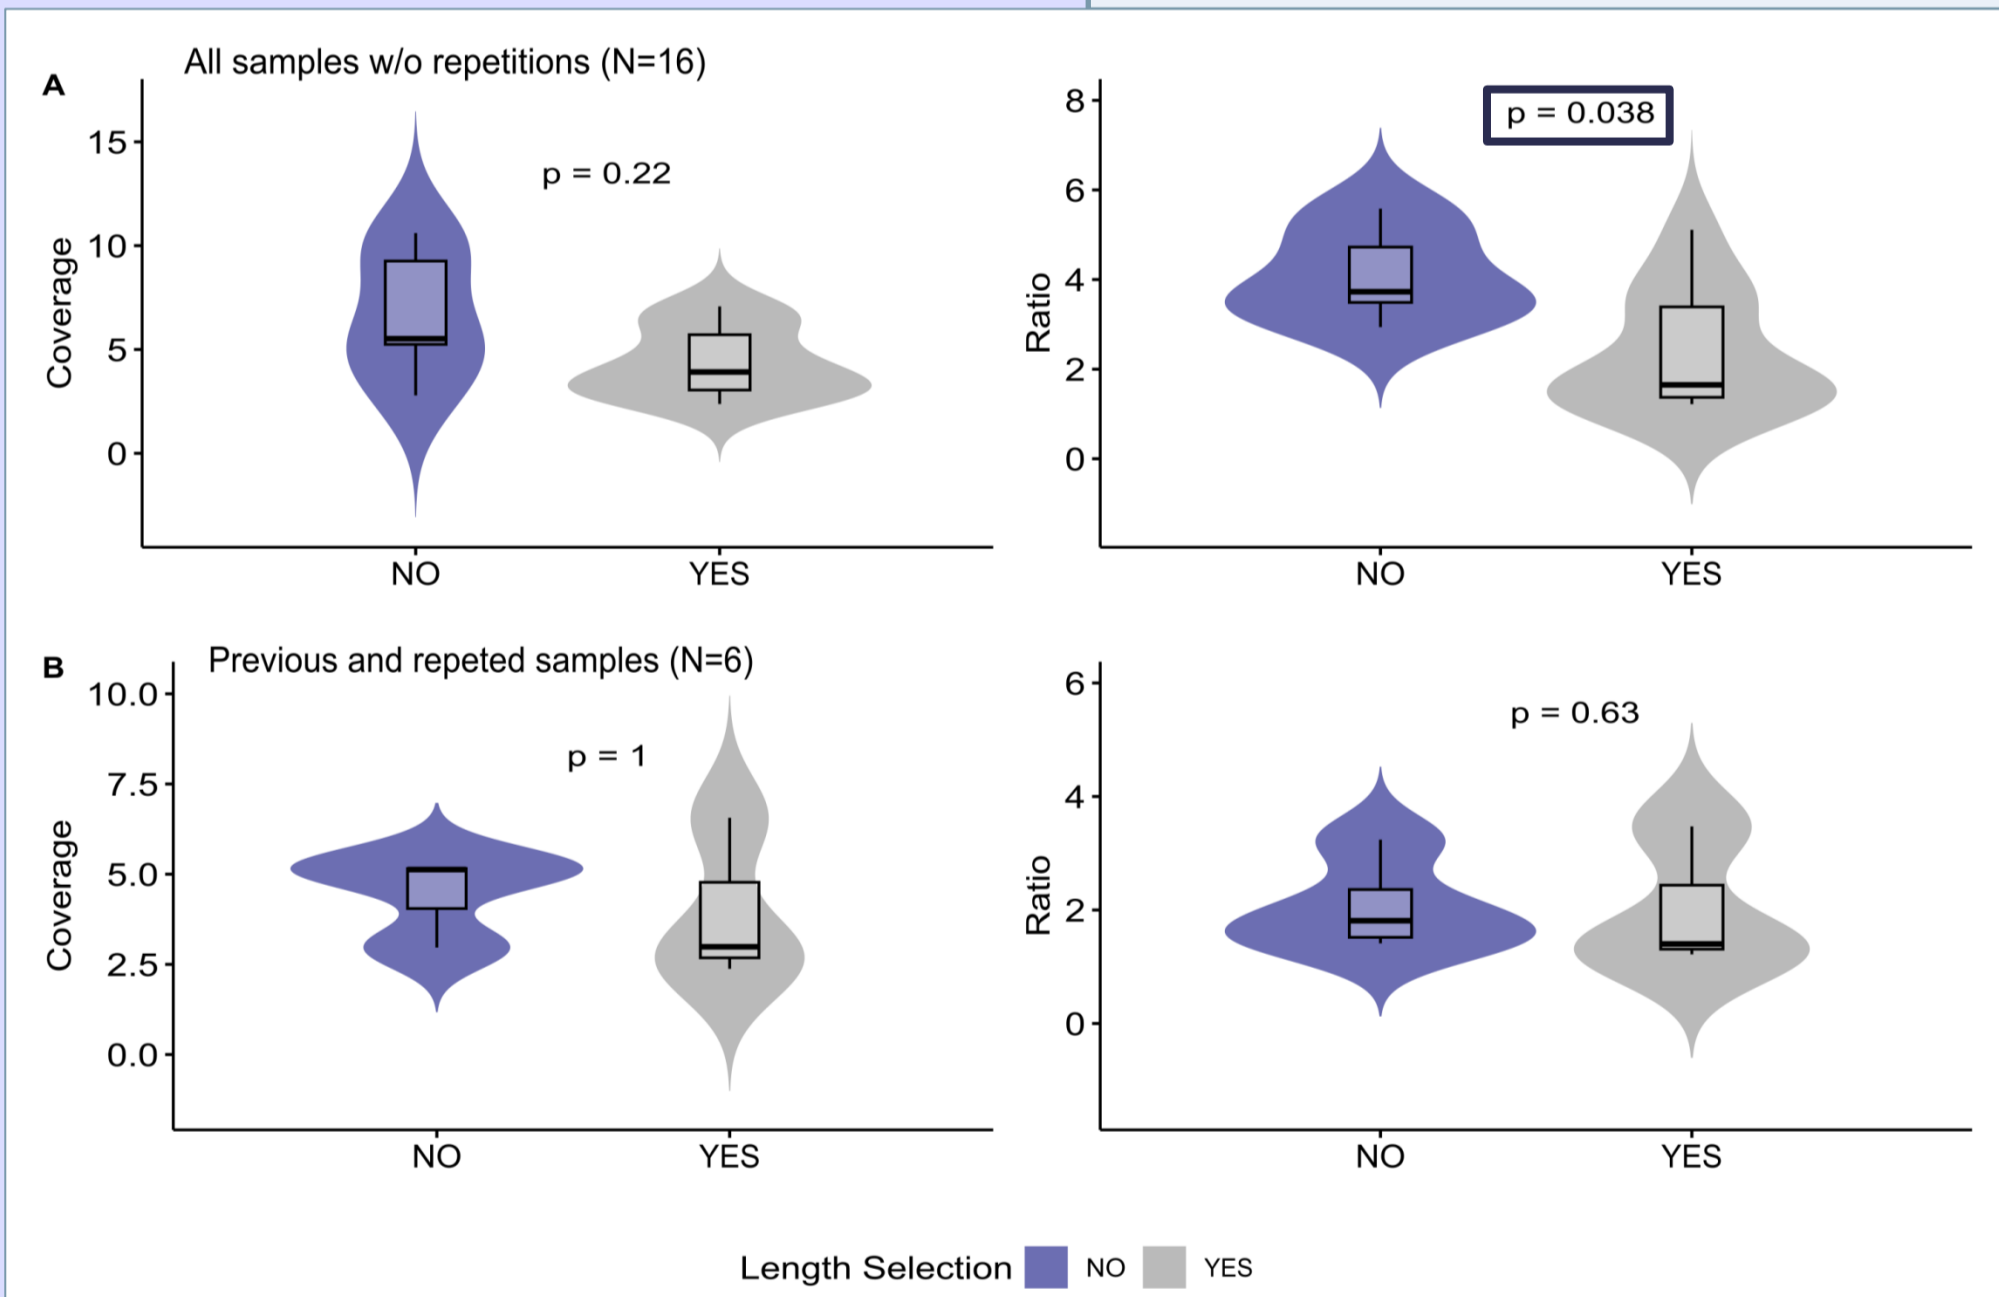 A
All samples w/o repetitions (N=16)
Coverage
15
10
5
0
p = 0.22
NO
YES
Ratio
8
6
4
2
0
p = 0.038
NO
YES
B
Previous and repeted samples (N=6)
Coverage
10.0
7.5
5.0
2.5
0.0
p = 1
NO
YES
Ratio
6
4
2
0
p = 0.63
NO
YES
Length Selection NO YES